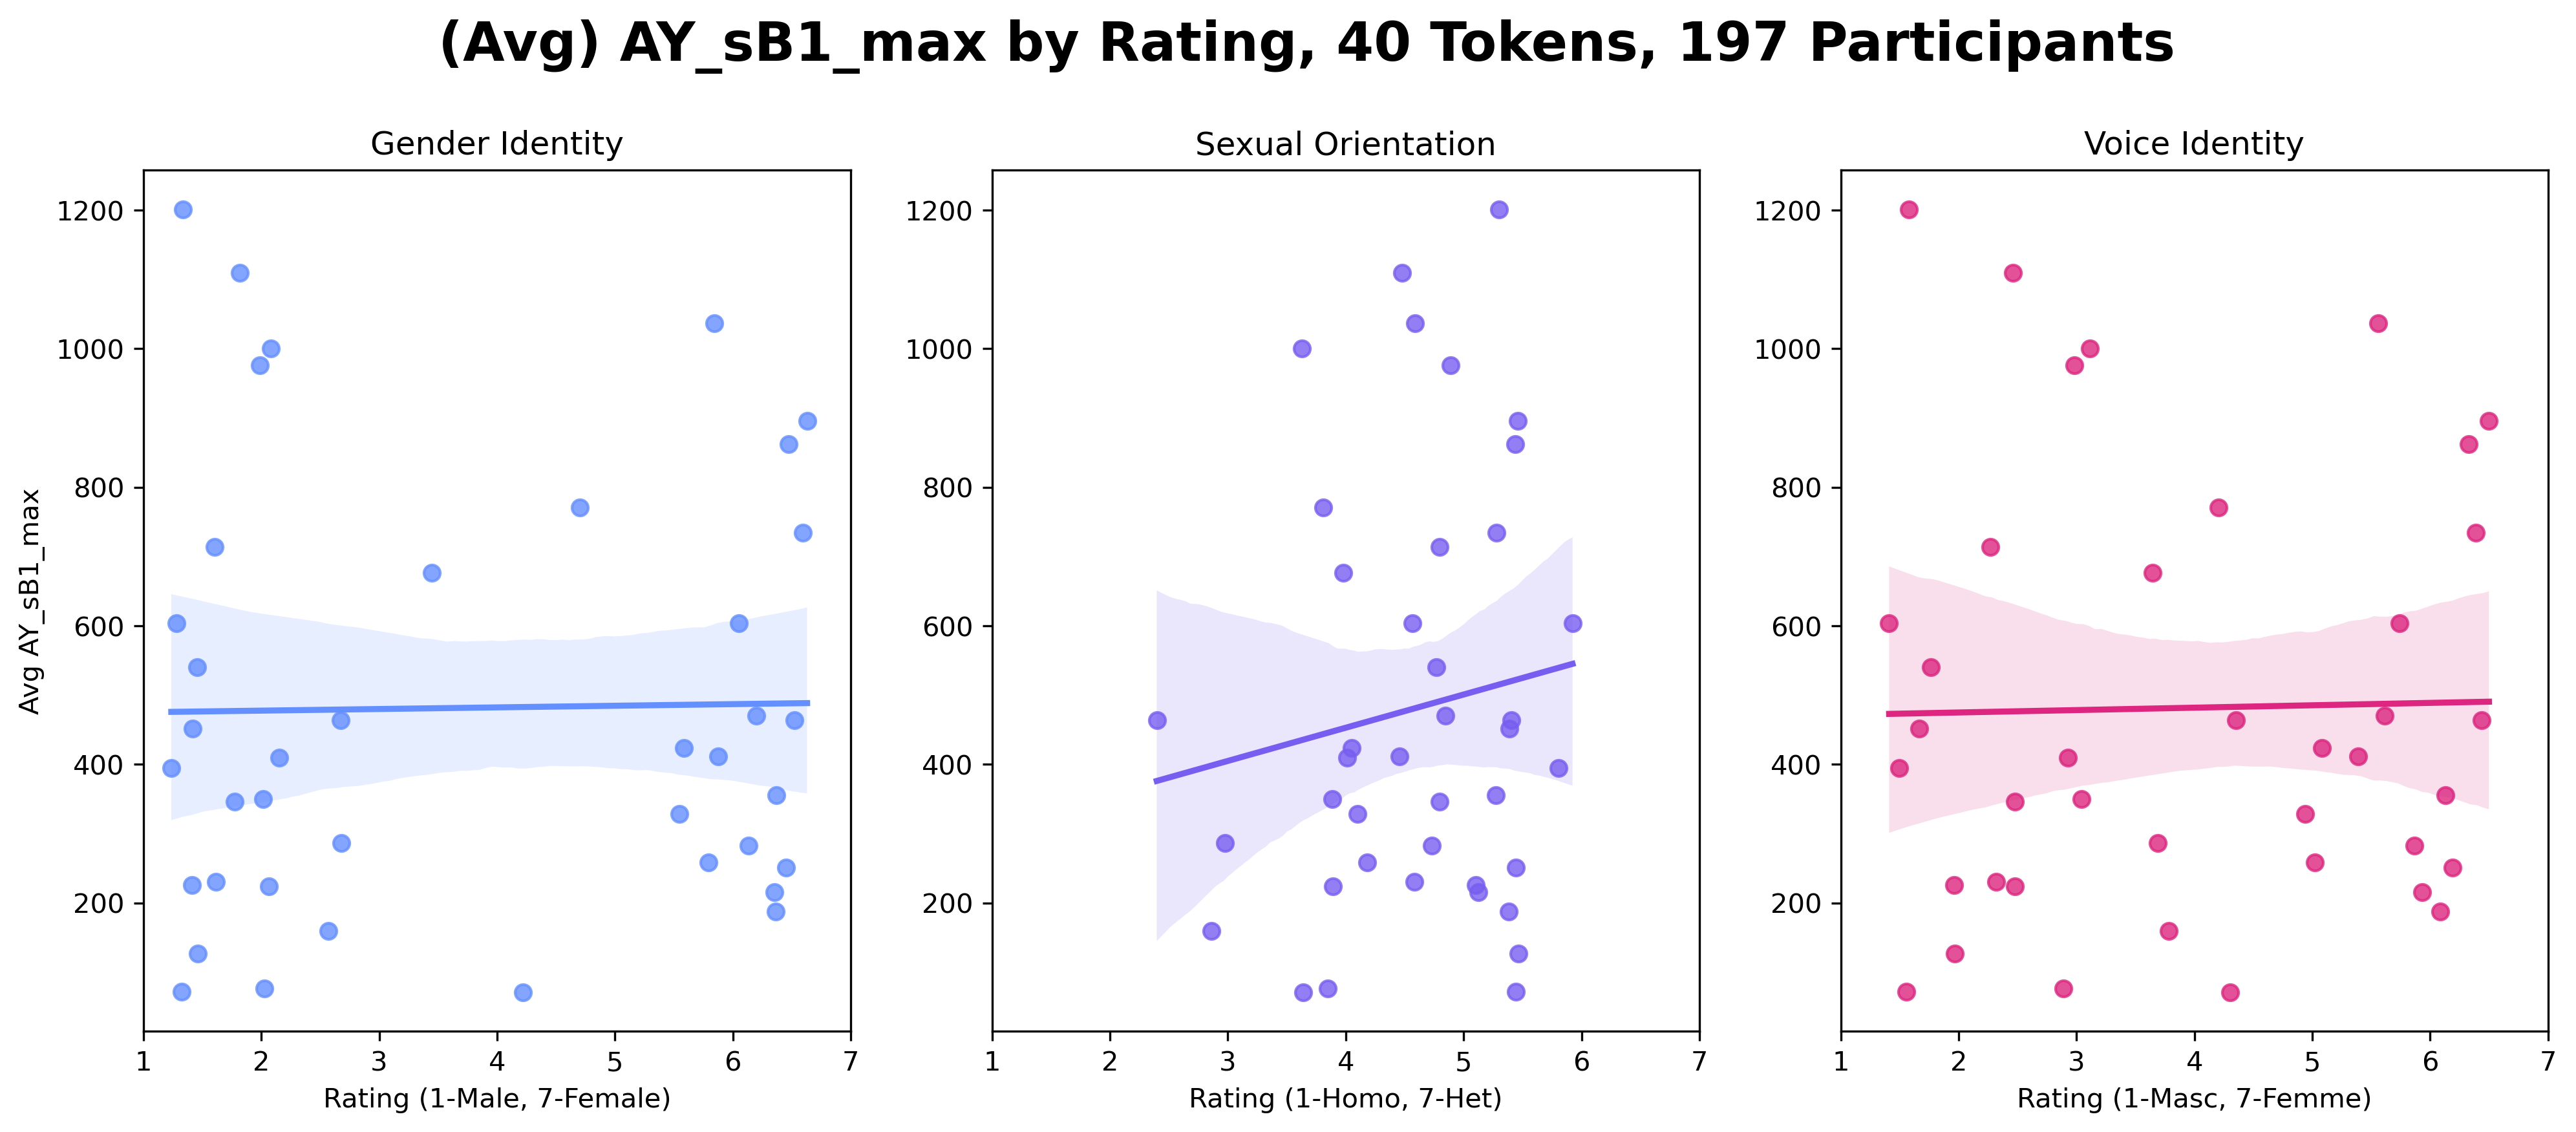 (Avg) AY_sB1_max by Rating, 40 Tokens, 197 Participants
Gender Identity
Sexual Orientation
Voice Identity
Avg AY_sB1_max
1200
1000
800
600
400
200
1 2 3 4 5 6 7
Rating (1-Male, 7-Female)
1200
1000
800
600
400
200
1 2 3 4 5 6 7
Rating (1-Homo, 7-Het)
1200
1000
800
600
400
200
1 2 3 4 5 6 7
Rating (1-Masc, 7-Femme)